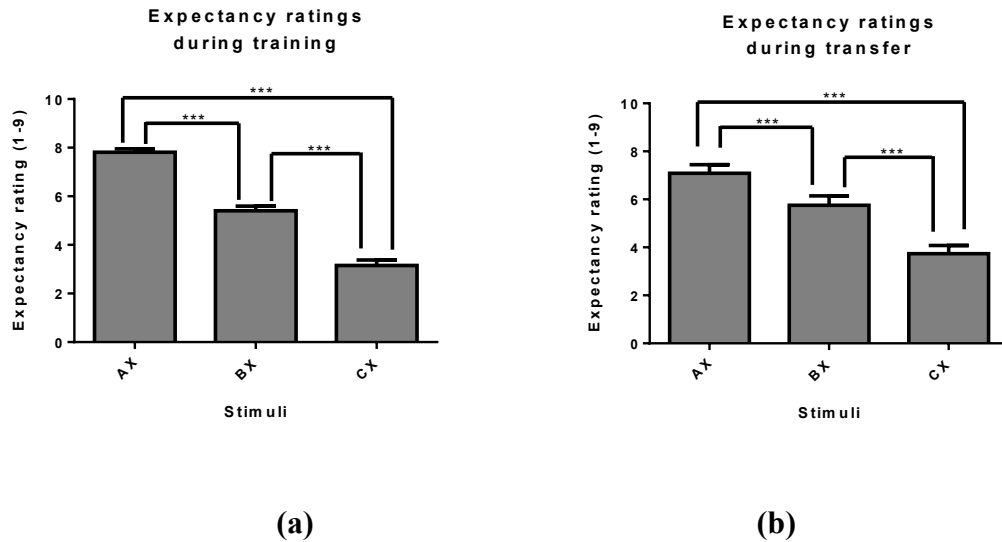 Expectancy ratings
during training
***
***
***
Expectancy rating (1-9)
10
8
6
4
2
0
AX
BX
CX
Stimuli
(a)
Expectancy ratings
during transfer
***
***
***
Expectancy rating (1-9)
10
8
6
4
2
0
AX
BX
CX
Stimuli
(b)